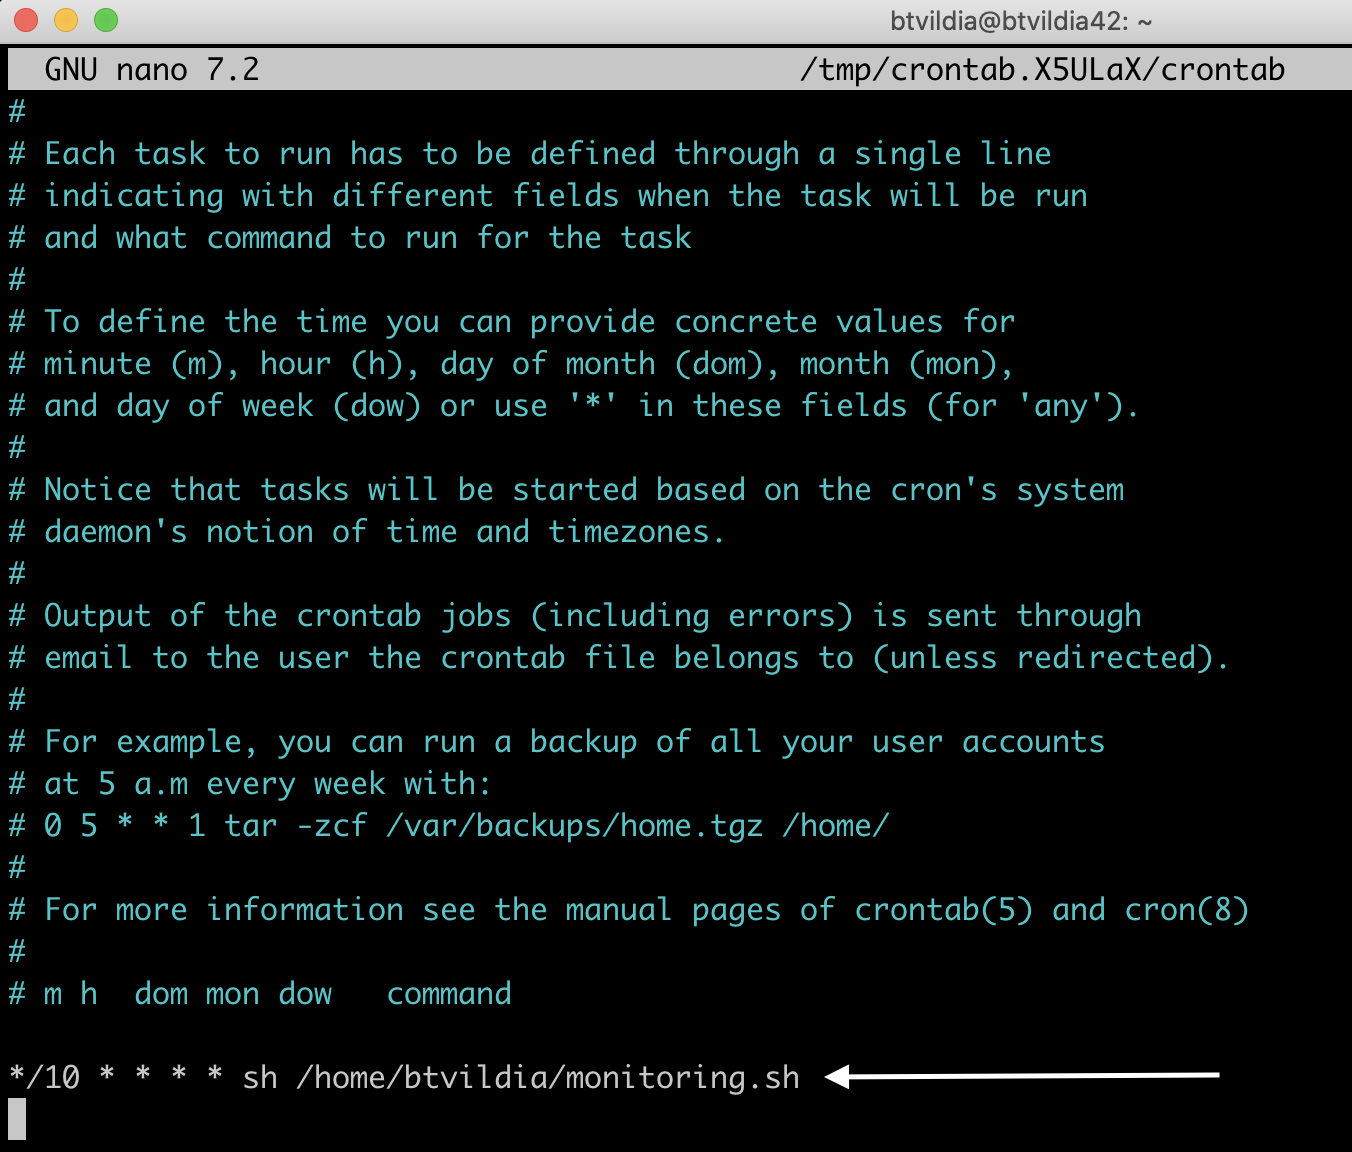 btvildia@btvildia42: ~
GNU nano 7.2 /tmp/crontab.X5ULaX/crontab
#
# Each task to run has to be defined through a single line
# indicating with different fields when the task will be run
# and what command to run for the task
#
# To define the time you can provide concrete values for
# minute (m), hour (h), day of month (dom), month (mon),
# and day of week (dow) or use '*' in these fields (for 'any').
#
# Notice that tasks will be started based on the cron's system
# daemon's notion of time and timezones.
#
# Output of the crontab jobs (including errors) is sent through
# email to the user the crontab file belongs to (unless redirected).
#
# For example, you can run a backup of all your user accounts
# at 5 a.m every week with:
# 0 5 * * 1 tar -zcf /var/backups/home.tgz /home/
#
# For more information see the manual pages of crontab(5) and cron(8)
#
# m h  dom mon dow   command
*/10 * * * * sh /home/btvildia/monitoring.sh